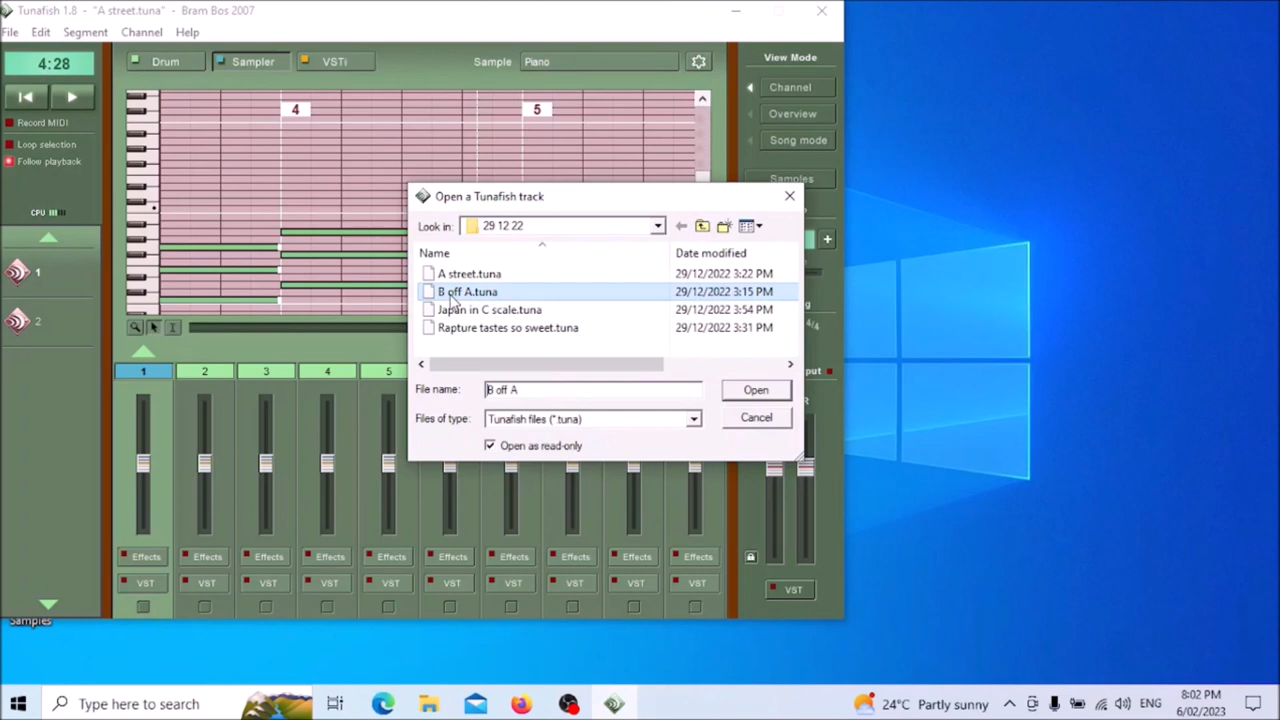 Tunafish 1.8 - "A street.tuna" - Bram Bos 2007
File Edit Segment Channel Help
4:28
Drum Sampler VSTi Sample Piano
View Mode
Channel
Overview
Song mode
Samples
Record MIDI
Loop selection
Follow playback
CPU
4 5
1
2
Open a Tunafish track
Look in: 29 12 22
Name Date modified
A street.tuna 29/12/2022 3:22 PM
B off A.tuna 29/12/2022 3:15 PM
Japan in C scale.tuna 29/12/2022 3:54 PM
Rapture tastes so sweet.tuna 29/12/2022 3:31 PM
File name: B off A Open
Files of type: Tunafish files (*.tuna) Cancel
Open as read-only
4/4
1 2 3 4 5
R
Effects Effects Effects Effects Effects Effects Effects Effects Effects Effects
VST VST VST VST VST VST VST VST VST VST VST
Samples
Type here to search
24°C Partly sunny
ENG
8:02 PM
6/02/2023